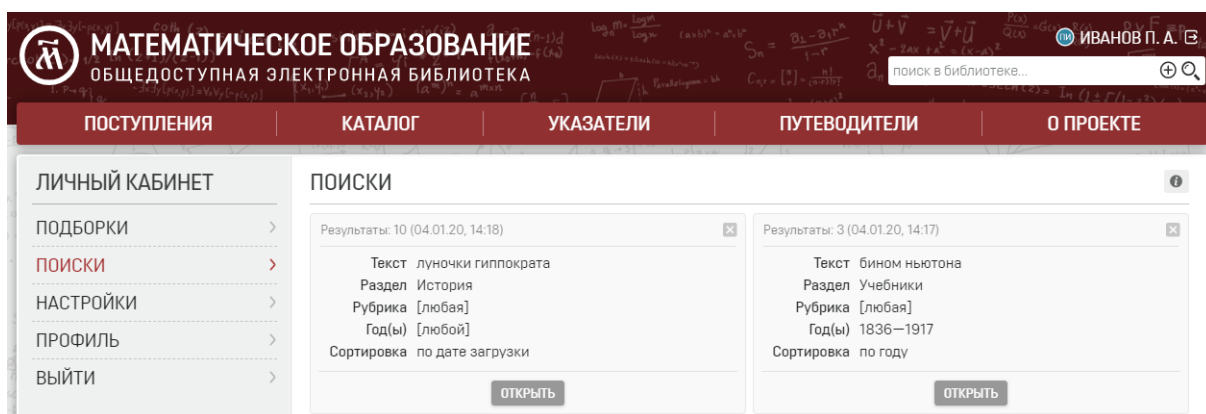 МАТЕМАТИЧЕСКОЕ ОБРАЗОВАНИЕ
ОБЩЕДОСТУПНАЯ ЭЛЕКТРОННАЯ БИБЛИОТЕКА
ПИ ИВАНОВ П. А.
поиск в библиотеке...
ПОСТУПЛЕНИЯ КАТАЛОГ УКАЗАТЕЛИ ПУТЕВОДИТЕЛИ О ПРОЕКТЕ
ЛИЧНЫЙ КАБИНЕТ
ПОДБОРКИ
ПОИСКИ
НАСТРОЙКИ
ПРОФИЛЬ
ВЫЙТИ
ПОИСКИ
Результаты: 10 (04.01.20, 14:18)
Текст луночки гиппократа
Раздел История
Рубрика [любая]
Год(ы) [любой]
Сортировка по дате загрузки
ОТКРЫТЬ
Результаты: 3 (04.01.20, 14:17)
Текст бином ньютона
Раздел Учебники
Рубрика [любая]
Год(ы) 1836—1917
Сортировка по году
ОТКРЫТЬ